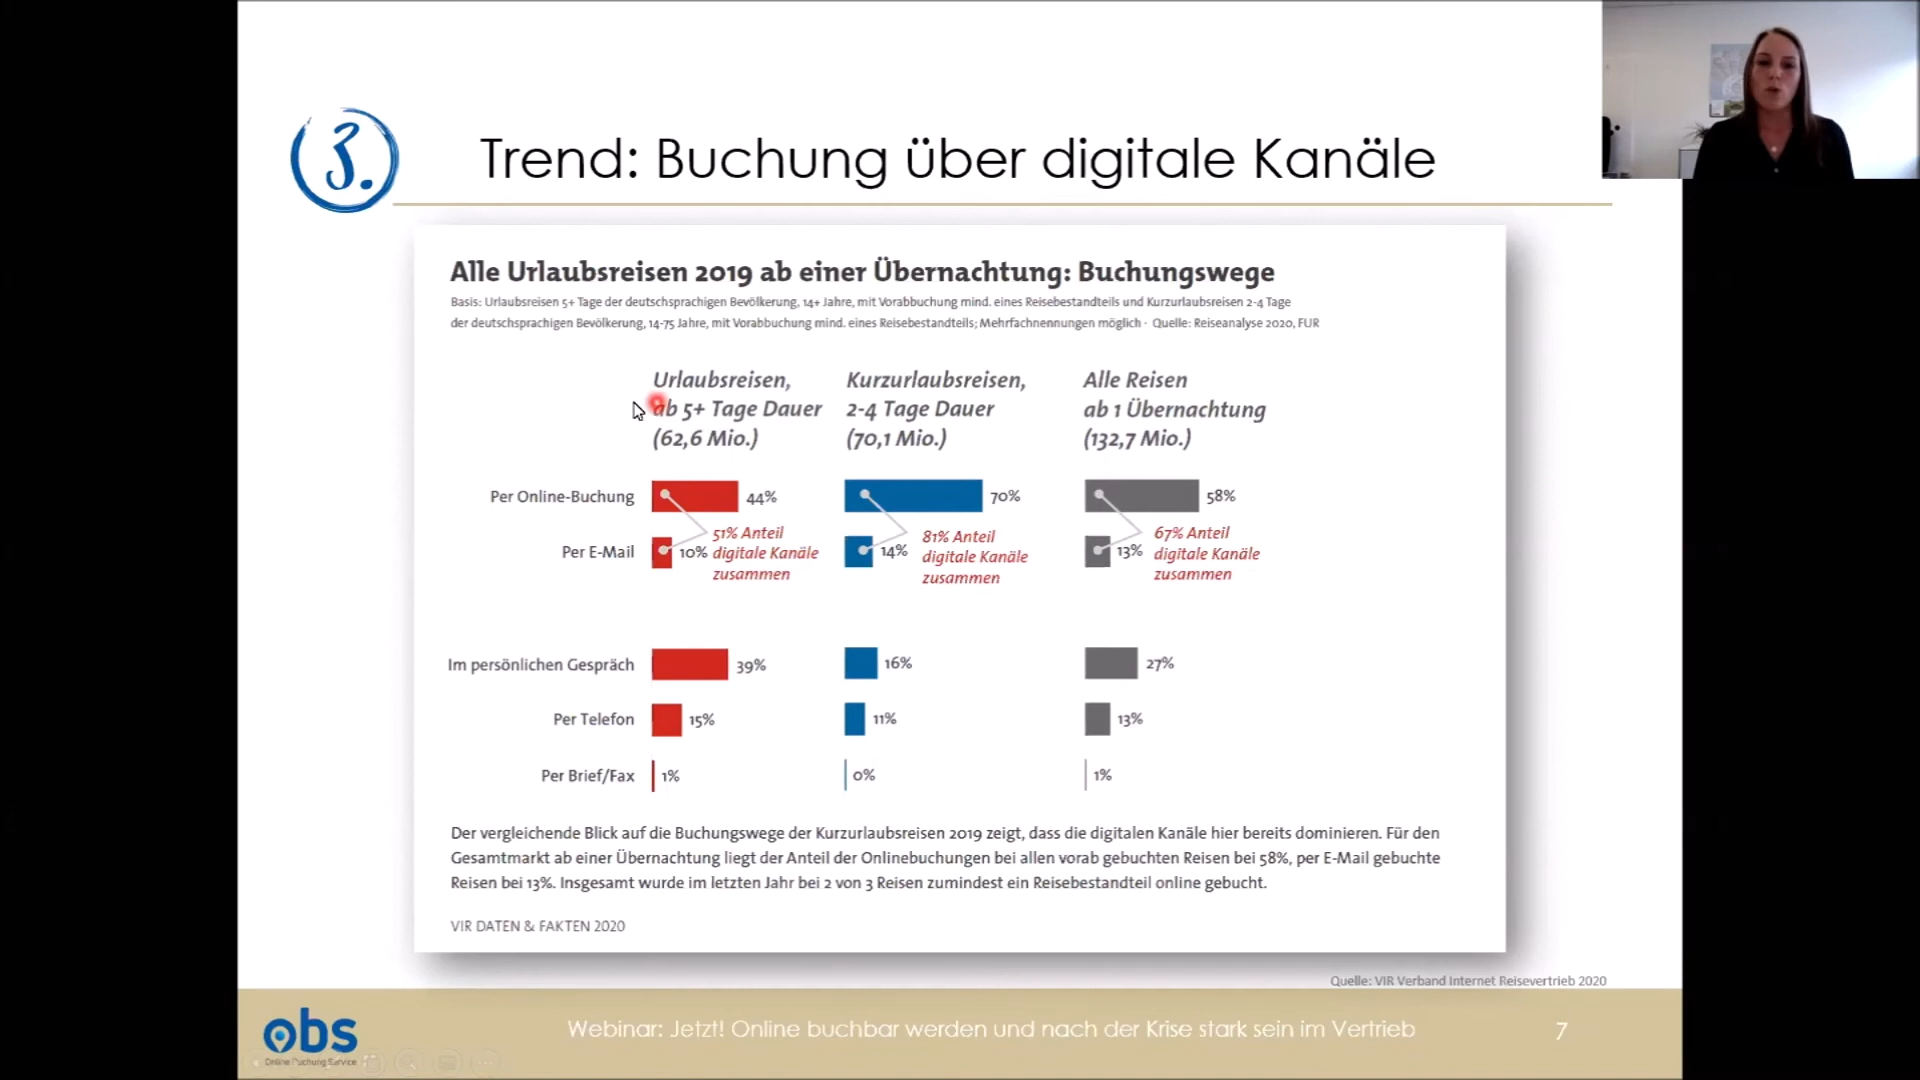 3.
Trend: Buchung über digitale Kanäle
Alle Urlaubsreisen 2019 ab einer Übernachtung: Buchungswege
Basis: Urlaubsreisen 5+ Tage der deutschsprachigen Bevölkerung, 14+ Jahre, mit Vorabbuchung mind. eines Reisebestandteils und Kurzurlaubsreisen 2-4 Tage
der deutschsprachigen Bevölkerung, 14-75 Jahre, mit Vorabbuchung mind. eines Reisebestandteils; Mehrfachnennungen möglich · Quelle: Reiseanalyse 2020, FUR
Urlaubsreisen,
ab 5+ Tage Dauer
(62,6 Mio.)
Kurzurlaubsreisen,
2-4 Tage Dauer
(70,1 Mio.)
Alle Reisen
ab 1 Übernachtung
(132,7 Mio.)
Per Online-Buchung 44% 70% 58%
Per E-Mail 10% 14% 13%
51% Anteil
digitale Kanäle
zusammen
81% Anteil
digitale Kanäle
zusammen
67% Anteil
digitale Kanäle
zusammen
Im persönlichen Gespräch 39% 16% 27%
Per Telefon 15% 11% 13%
Per Brief/Fax 1% 0% 1%
Der vergleichende Blick auf die Buchungswege der Kurzurlaubsreisen 2019 zeigt, dass die digitalen Kanäle hier bereits dominieren. Für den
Gesamtmarkt ab einer Übernachtung liegt der Anteil der Onlinebuchungen bei allen vorab gebuchten Reisen bei 58%, per E-Mail gebuchte
Reisen bei 13%. Insgesamt wurde im letzten Jahr bei 2 von 3 Reisen zumindest ein Reisebestandteil online gebucht.
VIR DATEN & FAKTEN 2020
Quelle: VIR Verband Internet Reisevertrieb 2020
obs
Online Buchung Service
Webinar: Jetzt! Online buchbar werden und nach der Krise stark sein im Vertrieb
7